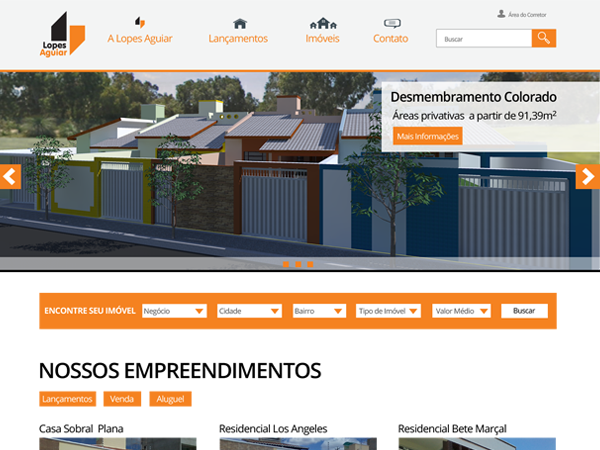 Lopes
Aguiar
A Lopes Aguiar
Lançamentos
Imóveis
Contato
Área do Corretor
Buscar
Desmembramento Colorado
Áreas privativas a partir de 91,39m²
Mais Informações
ENCONTRE SEU IMÓVEL
Negócio
Cidade
Bairro
Tipo de Imóvel
Valor Médio
Buscar
NOSSOS EMPREENDIMENTOS
Lançamentos
Venda
Aluguel
Casa Sobral Plana
Residencial Los Angeles
Residencial Bete Marçal